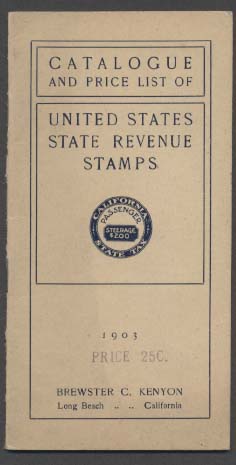 CATALOGUE
AND PRICE LIST OF
UNITED STATES
STATE REVENUE
STAMPS
CALIFORNIA
PASSENGER
STEERAGE
$2.00
STATE TAX
1903
PRICE 25C.
BREWSTER C. KENYON
Long Beach .. .. California